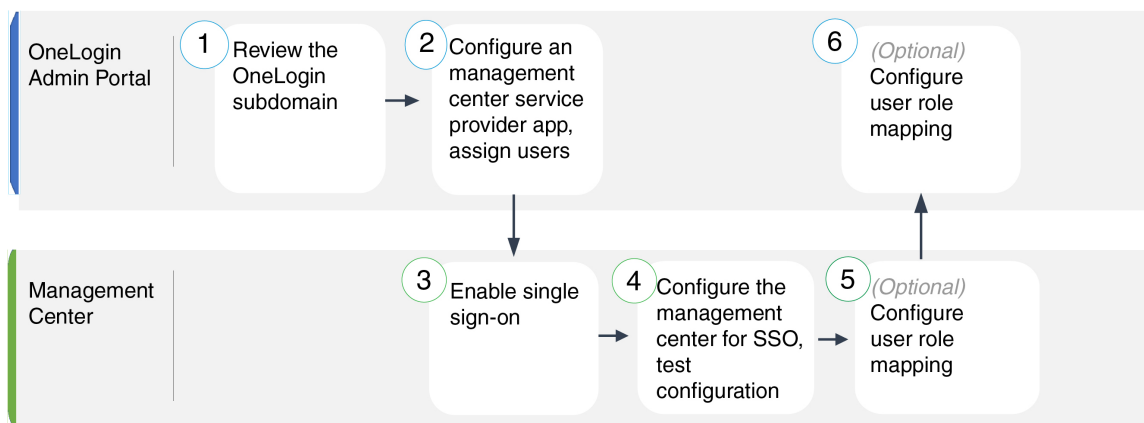 OneLogin
Admin Portal
1
Review the
OneLogin
subdomain
2
Configure an
management
center service
provider app,
assign users
6
(Optional)
Configure
user role
mapping
Management
Center
3
Enable single
sign-on
4
Configure the
management
center for SSO,
test
configuration
5
(Optional)
Configure
user role
mapping